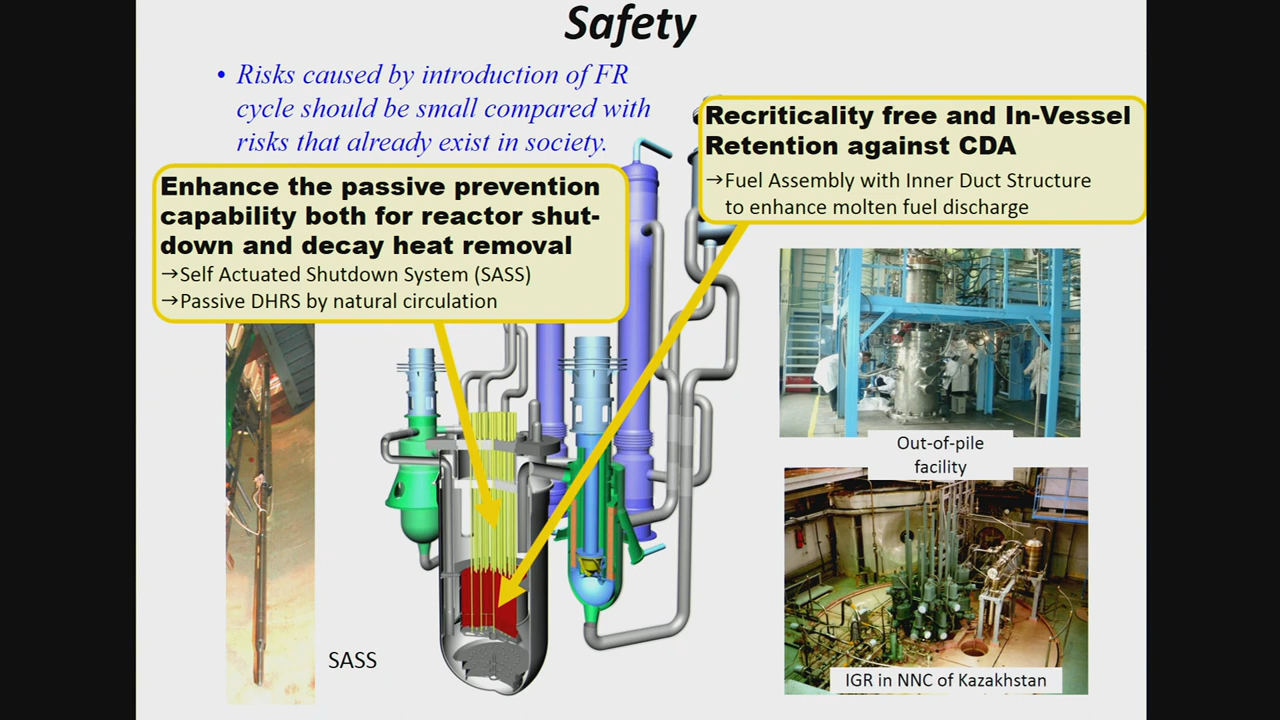 Safety
• Risks caused by introduction of FR
cycle should be small compared with
risks that already exist in society.
Enhance the passive prevention
capability both for reactor shut-
down and decay heat removal
→Self Actuated Shutdown System (SASS)
→Passive DHRS by natural circulation
Recriticality free and In-Vessel
Retention against CDA
→Fuel Assembly with Inner Duct Structure
to enhance molten fuel discharge
Out-of-pile
facility
SASS
IGR in NNC of Kazakhstan